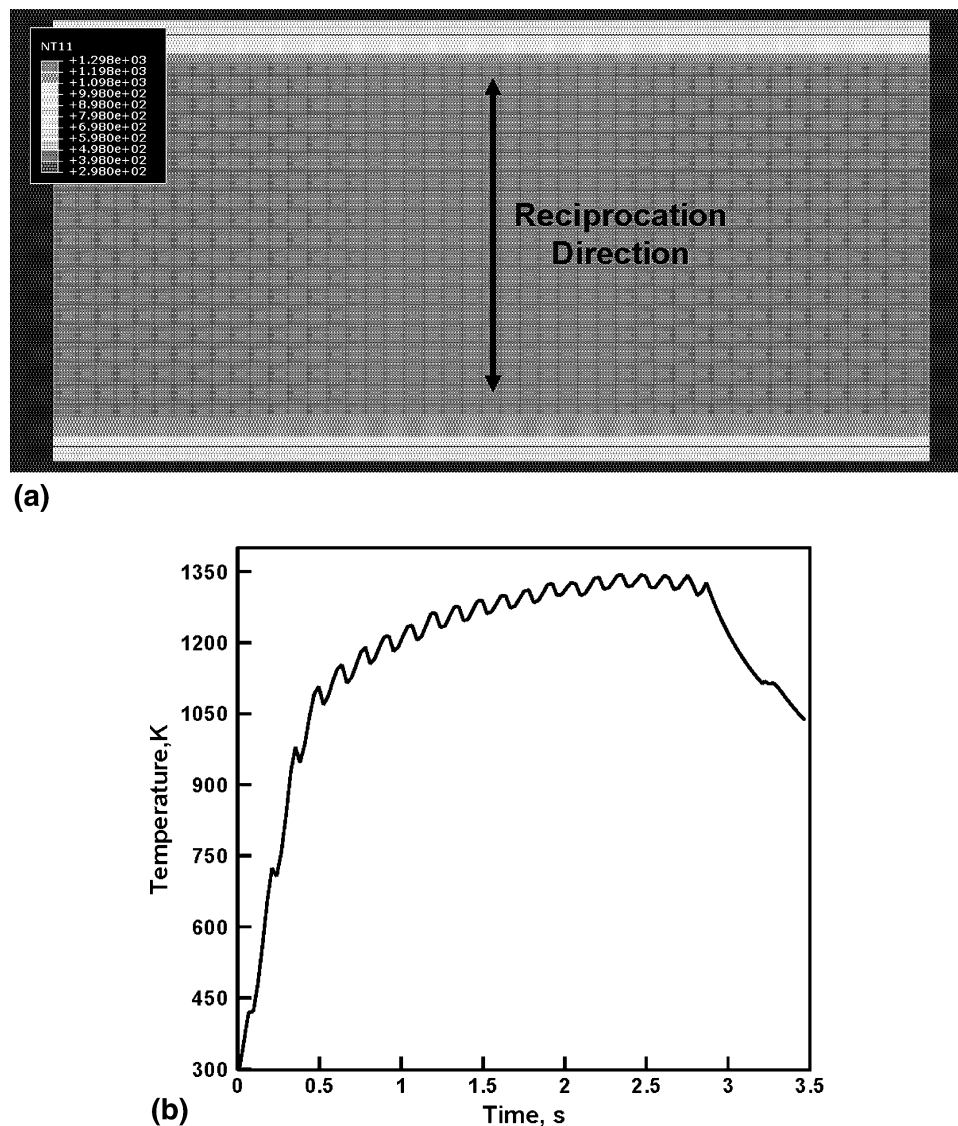 NT11
+1.298e+03
+1.198e+03
+1.098e+03
+9.980e+02
+8.980e+02
+7.980e+02
+6.980e+02
+5.980e+02
+4.980e+02
+3.980e+02
+2.980e+02
Reciprocation
Direction
(a)
1350
1200
1050
900
750
600
450
300
Temperature,K
0 0.5 1 1.5 2 2.5 3 3.5
Time, s
(b)